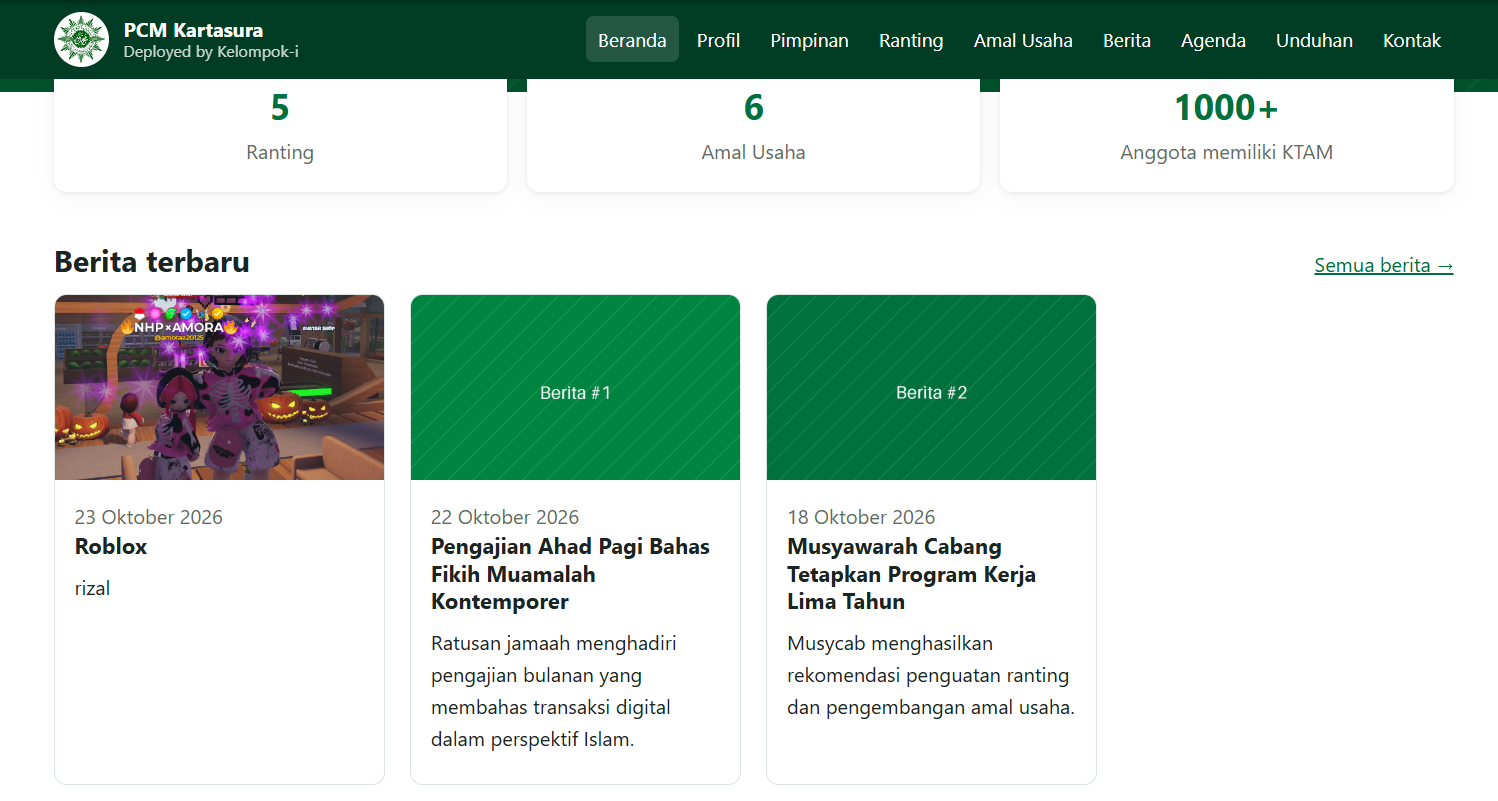 PCM Kartasura
Deployed by Kelompok-i
Beranda
Profil
Pimpinan
Ranting
Amal Usaha
Berita
Agenda
Unduhan
Kontak
5
Ranting
6
Amal Usaha
1000+
Anggota memiliki KTAM
Berita terbaru
Semua berita →
NHP×AMORA
AVATAR SHOP
23 Oktober 2026
Roblox
rizal
Berita #1
22 Oktober 2026
Pengajian Ahad Pagi Bahas
Fikih Muamalah
Kontemporer
Ratusan jamaah menghadiri
pengajian bulanan yang
membahas transaksi digital
dalam perspektif Islam.
Berita #2
18 Oktober 2026
Musyawarah Cabang
Tetapkan Program Kerja
Lima Tahun
Musycab menghasilkan
rekomendasi penguatan ranting
dan pengembangan amal usaha.